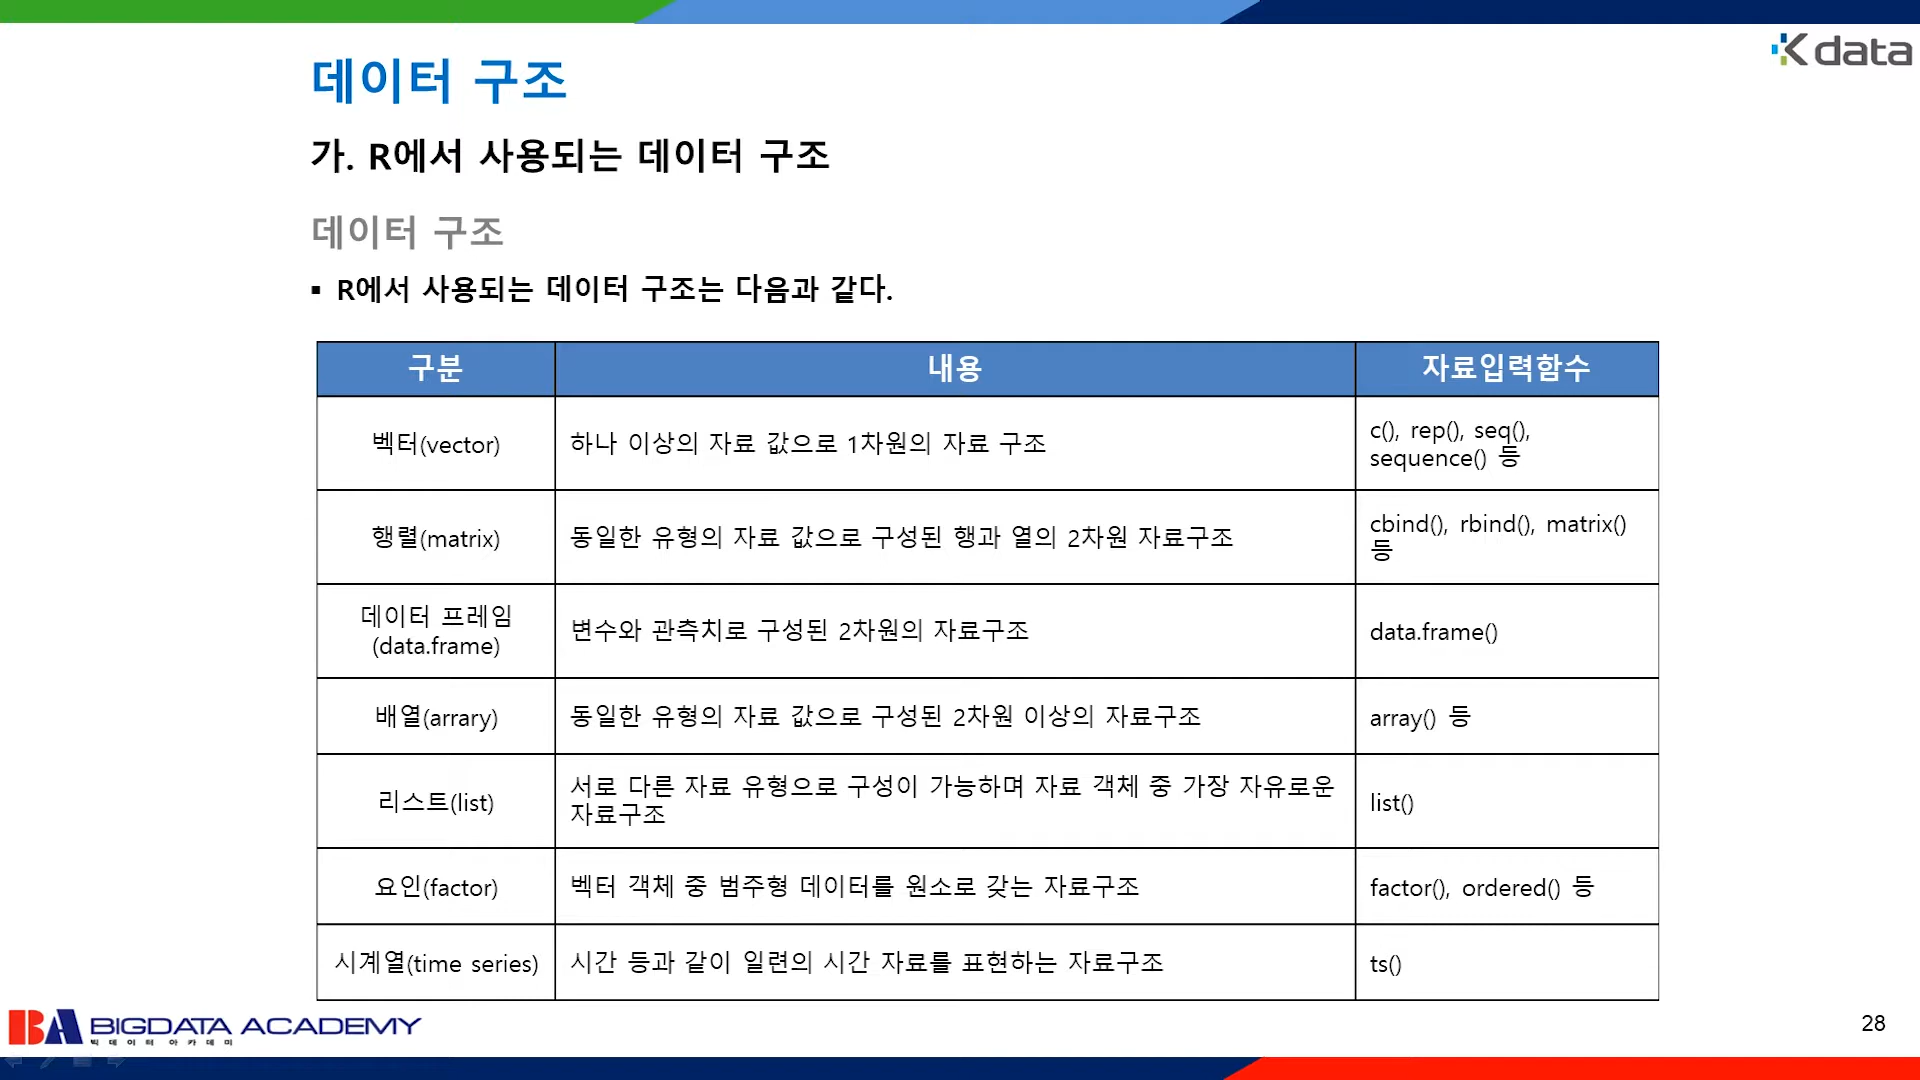 K data
데이터 구조
가. R에서 사용되는 데이터 구조
데이터 구조
▪ R에서 사용되는 데이터 구조는 다음과 같다.
구분 내용 자료입력함수
벡터(vector) 하나 이상의 자료 값으로 1차원의 자료 구조 c(), rep(), seq(),
sequence() 등
행렬(matrix) 동일한 유형의 자료 값으로 구성된 행과 열의 2차원 자료구조 cbind(), rbind(), matrix()
등
데이터 프레임
(data.frame) 변수와 관측치로 구성된 2차원의 자료구조 data.frame()
배열(arrary) 동일한 유형의 자료 값으로 구성된 2차원 이상의 자료구조 array() 등
리스트(list) 서로 다른 자료 유형으로 구성이 가능하며 자료 객체 중 가장 자유로운
자료구조 list()
요인(factor) 벡터 객체 중 범주형 데이터를 원소로 갖는 자료구조 factor(), ordered() 등
시계열(time series) 시간 등과 같이 일련의 시간 자료를 표현하는 자료구조 ts()
BA BIGDATA ACADEMY
빅데이터아카데미
28